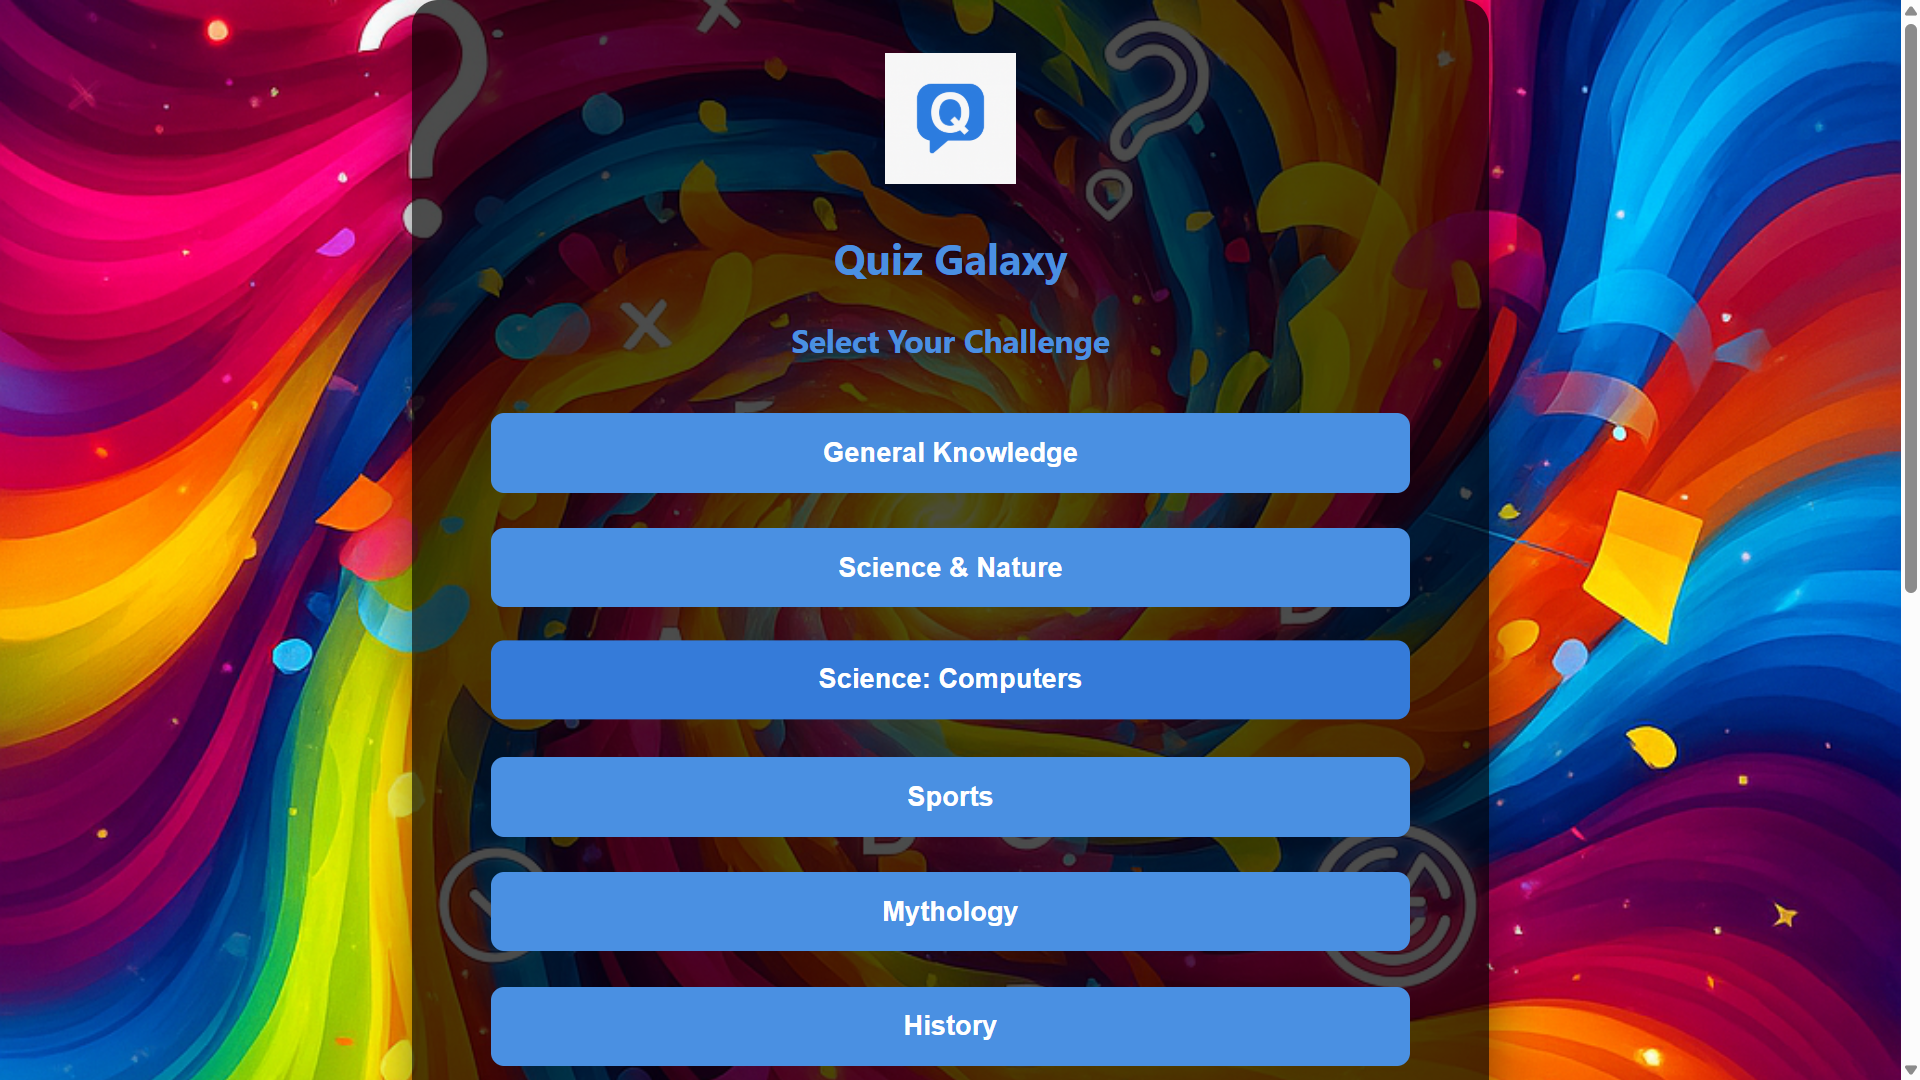 Q
Quiz Galaxy
Select Your Challenge
General Knowledge
Science & Nature
Science: Computers
Sports
Mythology
History